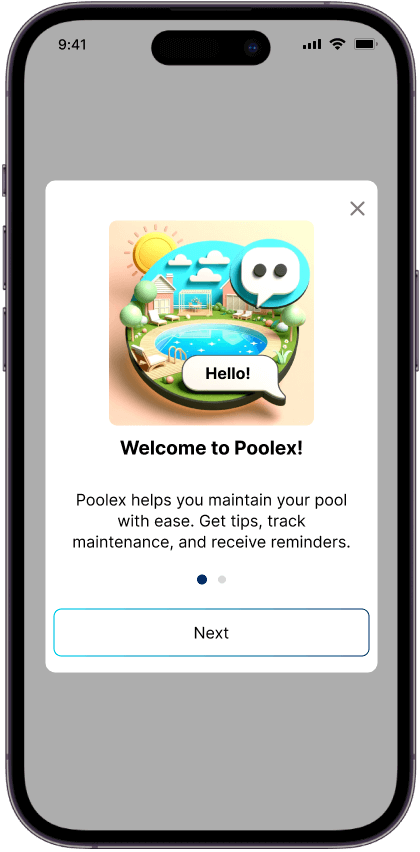 9:41
Hello!
Welcome to Poolex!
Poolex helps you maintain your pool
with ease. Get tips, track
maintenance, and receive reminders.
Next